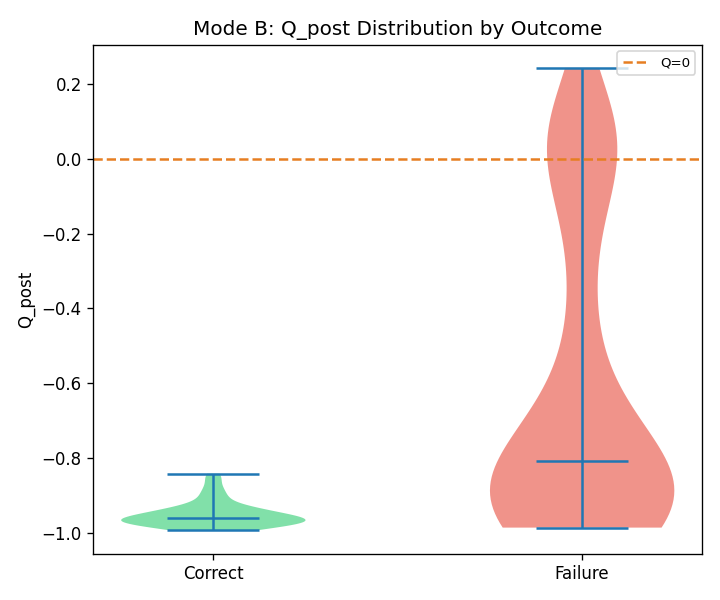 Mode B: Q_post Distribution by Outcome
Q=0
0.2
0.0
−0.2
−0.4
−0.6
−0.8
−1.0
Q_post
Correct
Failure